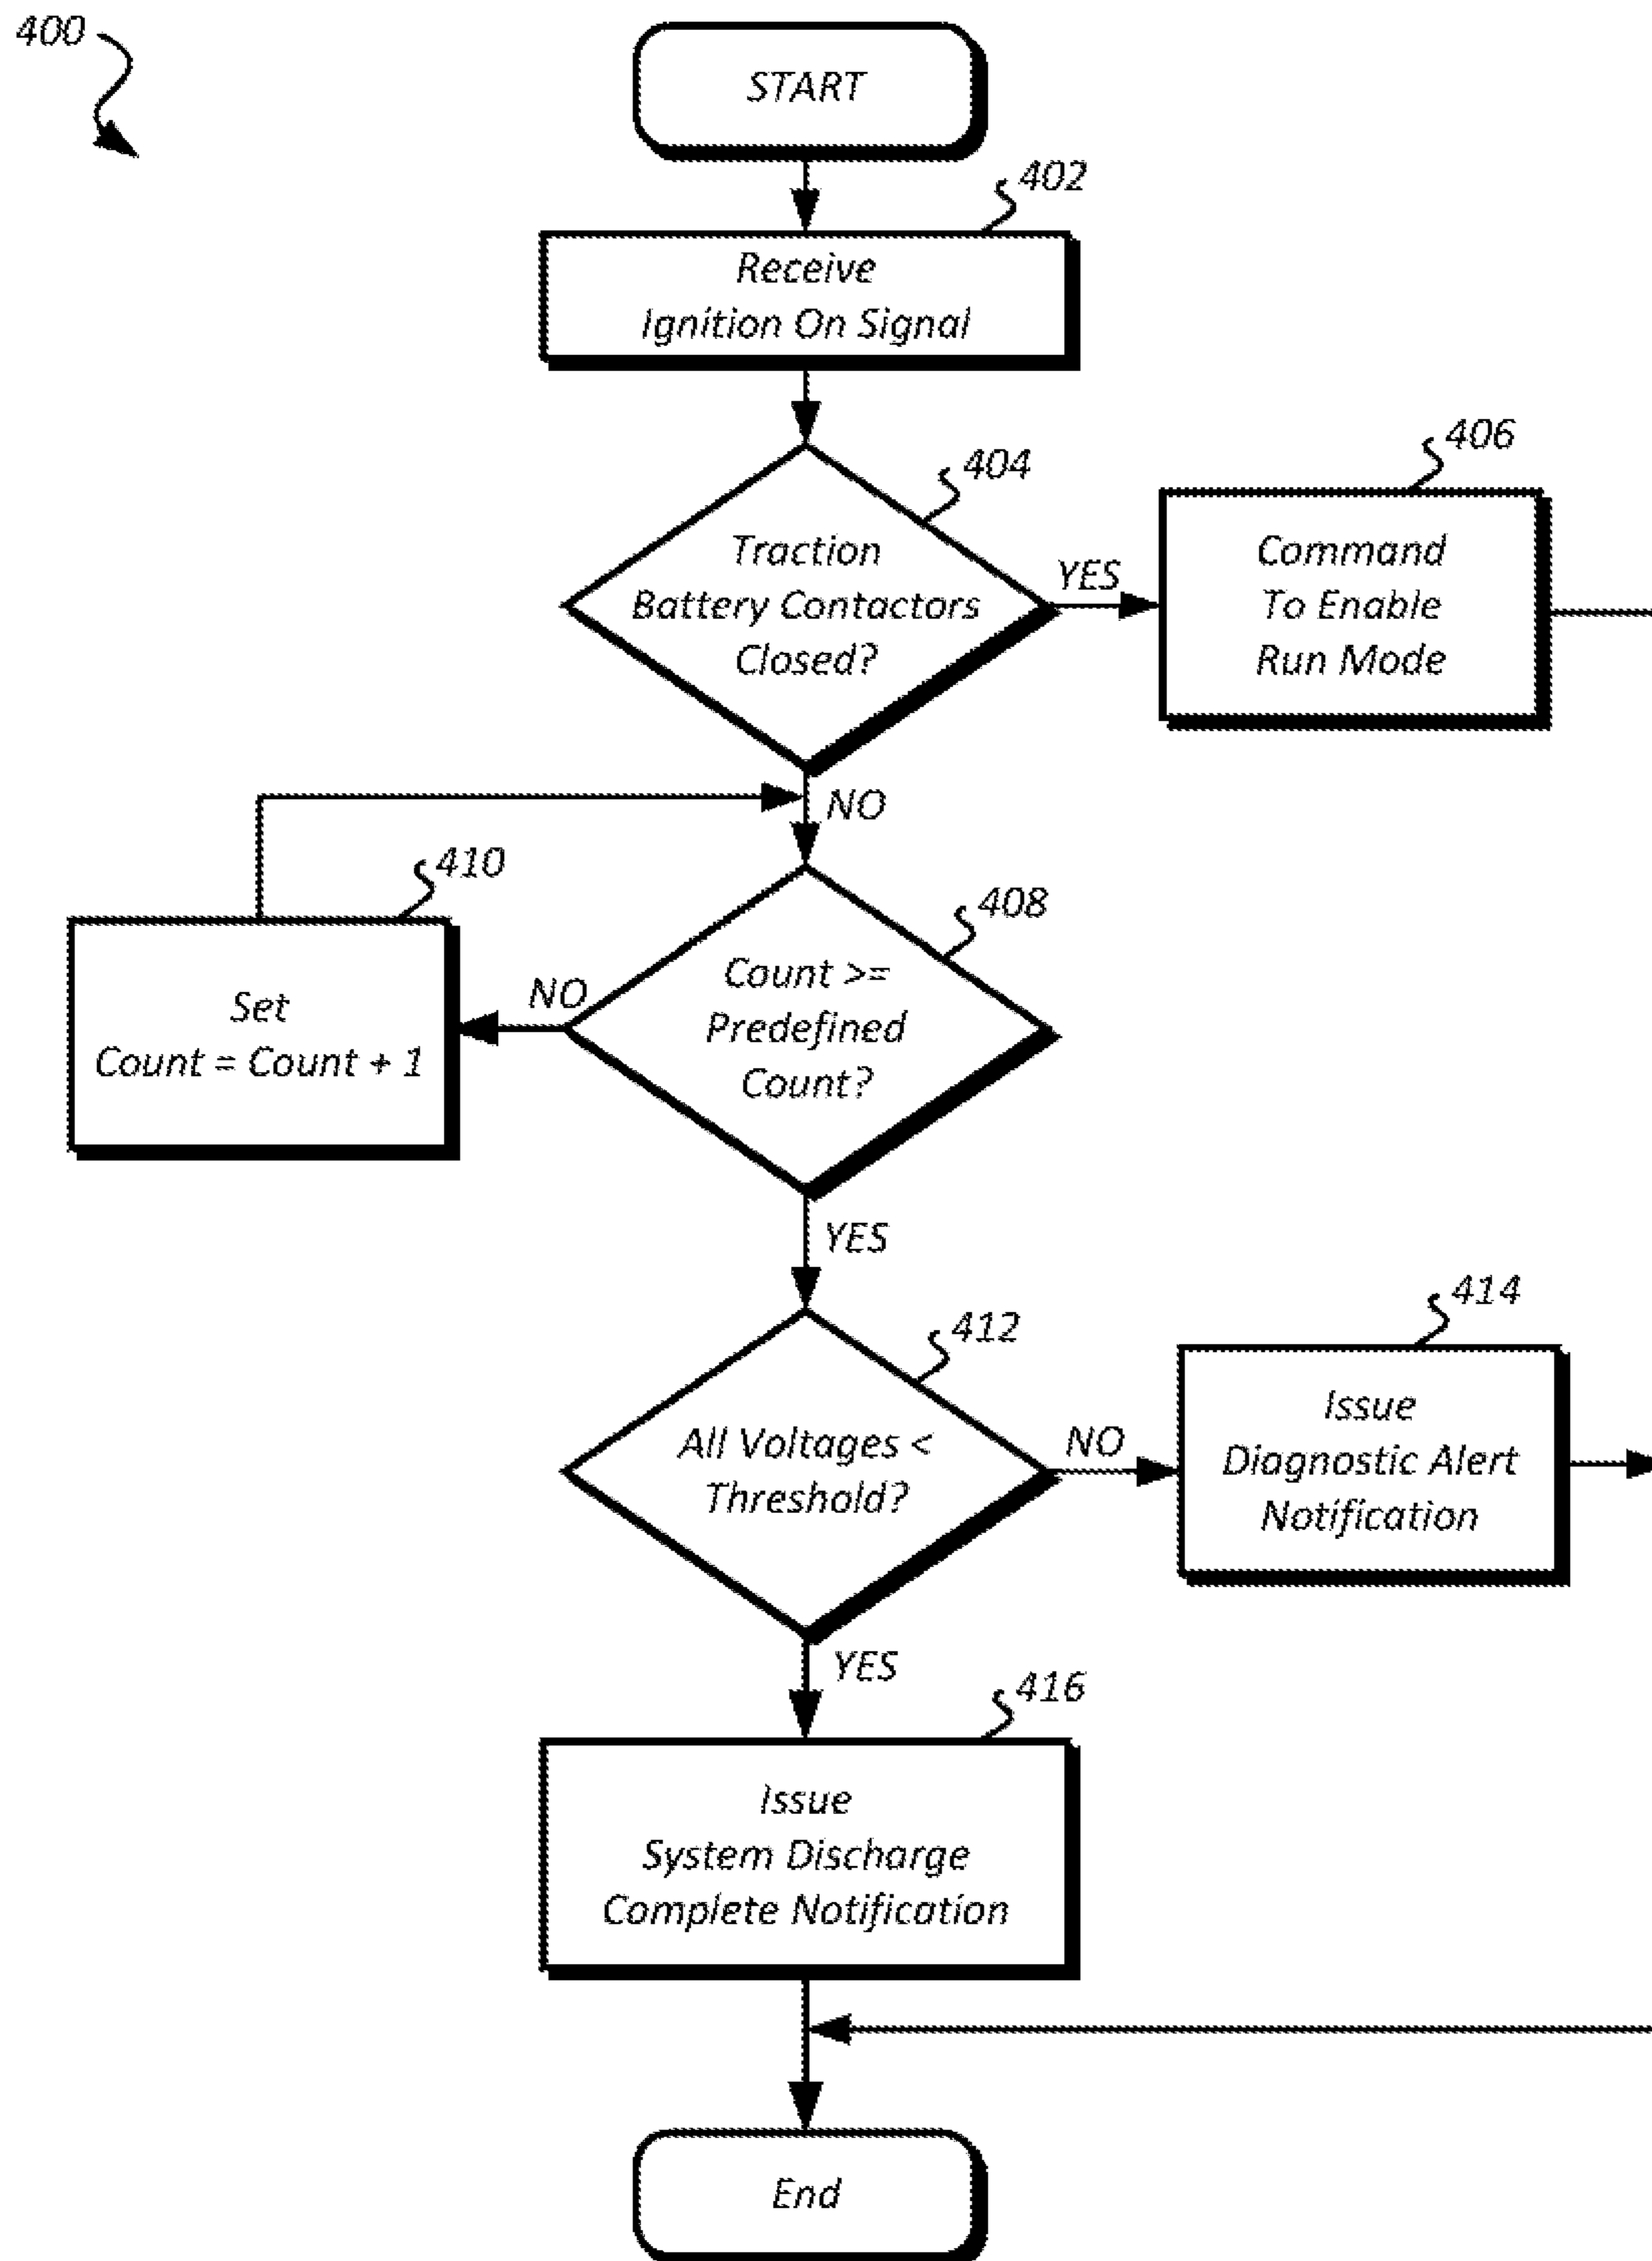 400
START
402
Receive
Ignition On Signal
404
Traction
Battery Contactors
Closed?
YES
406
Command
To Enable
Run Mode
NO
410
Set
Count = Count + 1
NO
408
Count >=
Predefined
Count?
YES
412
All Voltages <
Threshold?
NO
414
Issue
Diagnostic Alert
Notification
YES
416
Issue
System Discharge
Complete Notification
End